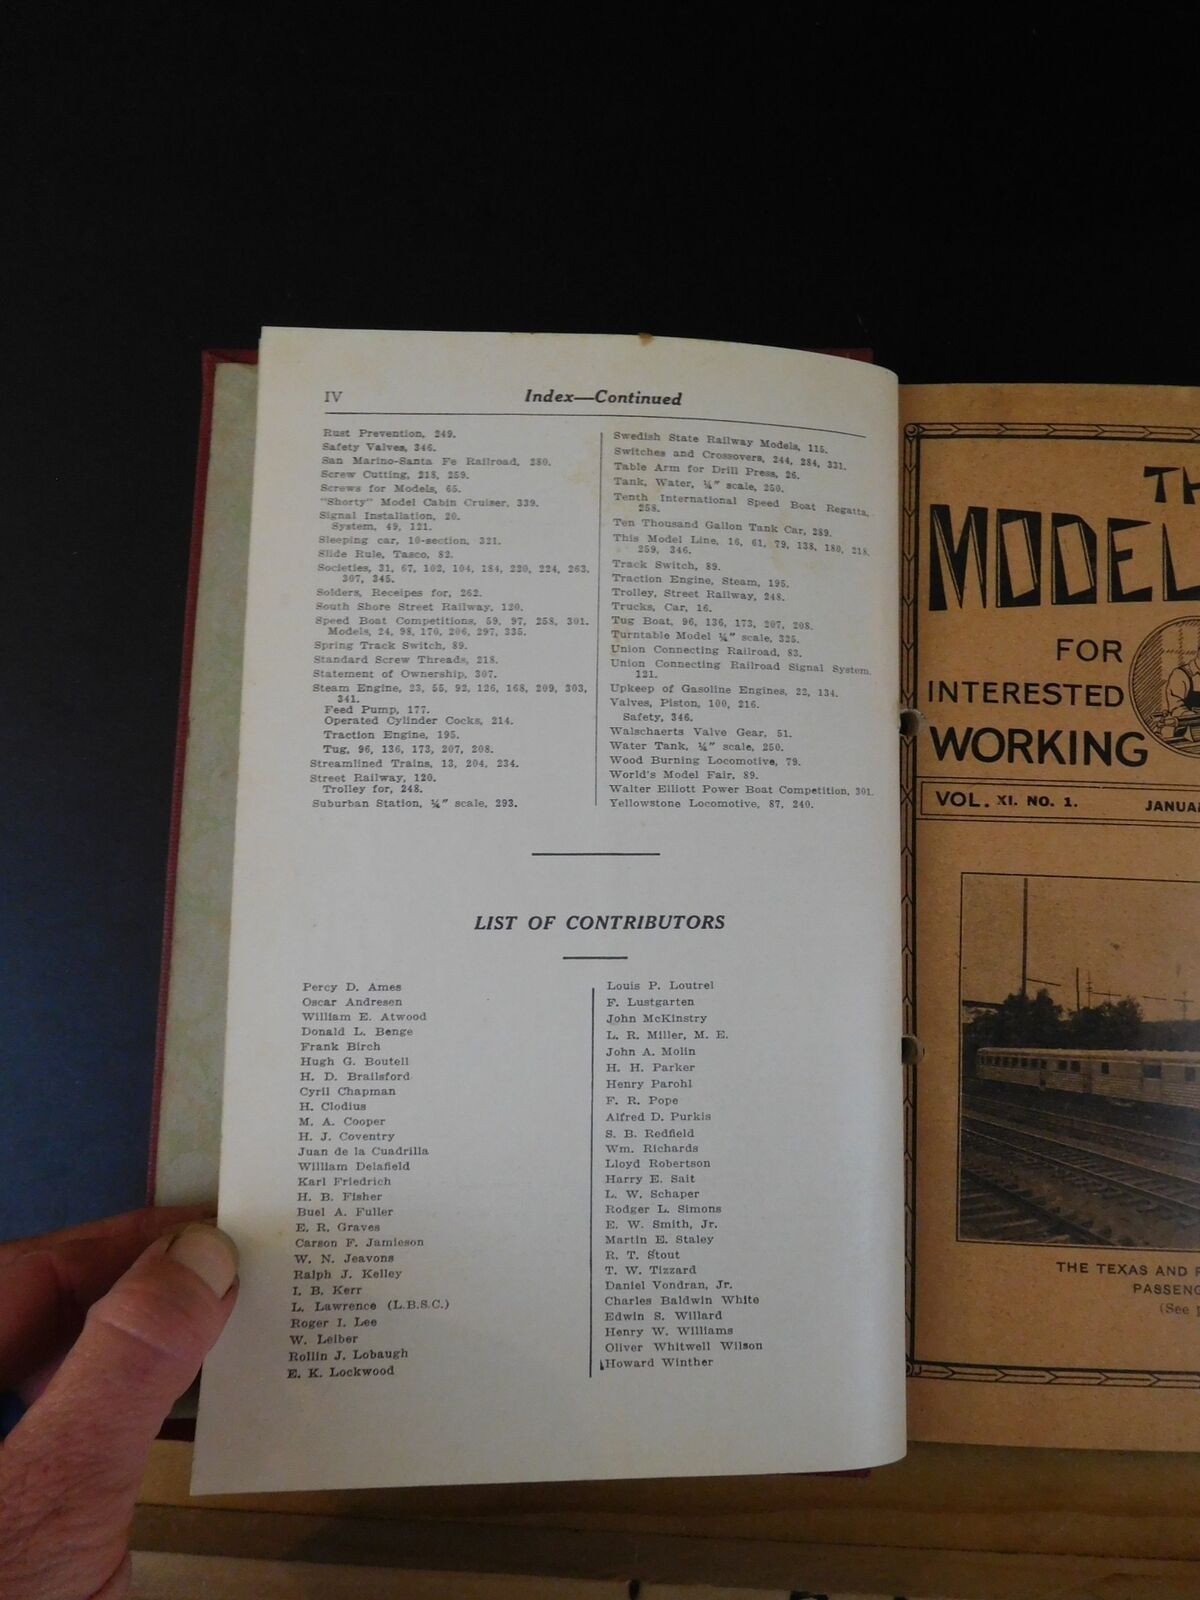 IV
Index—Continued
Rust Prevention, 249.
Safety Valves, 346.
San Marino-Santa Fe Railroad, 280.
Screw Cutting, 218, 259.
Screws for Models, 65.
"Shorty" Model Cabin Cruiser, 339.
Signal Installation, 20.
System, 49, 121.
Sleeping car, 10-section, 321.
Slide Rule, Tasco, 82.
Societies, 31, 67, 102, 104, 184, 220, 224, 263,
307, 345.
Solders, Receipes for, 262.
South Shore Street Railway, 120.
Speed Boat Competitions, 59, 97, 258, 301.
Models, 24, 98, 170, 206, 297, 335.
Spring Track Switch, 89.
Standard Screw Threads, 218.
Statement of Ownership, 307.
Steam Engine, 23, 55, 92, 126, 168, 209, 303,
341.
Feed Pump, 177.
Operated Cylinder Cocks, 214.
Traction Engine, 195.
Tug, 96, 136, 173, 207, 208.
Streamlined Trains, 13, 204, 234.
Street Railway, 120.
Trolley for, 248.
Suburban Station, ¼" scale, 293.
Swedish State Railway Models, 115.
Switches and Crossovers, 244, 284, 331.
Table Arm for Drill Press, 26.
Tank, Water, ¼" scale, 250.
Tenth International Speed Boat Regatta,
258.
Ten Thousand Gallon Tank Car, 289.
This Model Line, 16, 61, 79, 138, 180, 218,
259, 346.
Track Switch, 89.
Traction Engine, Steam, 195.
Trolley, Street Railway, 248.
Trucks, Car, 16.
Tug Boat, 96, 136, 173, 207, 208.
Turntable Model ¼" scale, 325.
Union Connecting Railroad, 83.
Union Connecting Railroad Signal System,
121.
Upkeep of Gasoline Engines, 22, 134.
Valves, Piston, 100, 216.
Safety, 346.
Walschaerts Valve Gear, 51.
Water Tank, ¼" scale, 250.
Wood Burning Locomotive, 79.
World's Model Fair, 89.
Walter Elliott Power Boat Competition, 301.
Yellowstone Locomotive, 87, 240.
LIST OF CONTRIBUTORS
Percy D. Ames
Oscar Andresen
William E. Atwood
Donald L. Benge
Frank Birch
Hugh G. Boutell
H. D. Brailsford
Cyril Chapman
H. Clodius
M. A. Cooper
H. J. Coventry
Juan de la Cuadrilla
William Delafield
Karl Friedrich
H. B. Fisher
Buel A. Fuller
E. R. Graves
Carson F. Jamieson
W. N. Jeavons
Ralph J. Kelley
I. B. Kerr
L. Lawrence (L.B.S.C.)
Roger I. Lee
W. Leiber
Rollin J. Lobaugh
E. K. Lockwood
Louis P. Loutrel
F. Lustgarten
John McKinstry
L. R. Miller, M. E.
John A. Molin
H. H. Parker
Henry Parohl
F. R. Pope
Alfred D. Purkis
S. B. Redfield
Wm. Richards
Lloyd Robertson
Harry E. Sait
L. W. Schaper
Rodger L. Simons
E. W. Smith, Jr.
Martin E. Staley
R. T. Stout
T. W. Tizzard
Daniel Vondran, Jr.
Charles Baldwin White
Edwin S. Willard
Henry W. Williams
Oliver Whitwell Wilson
Howard Winther
TH
MODEL
FOR
INTERESTED
WORKING
VOL. XI. NO. 1. JANUA
THE TEXAS AND
PASSENG
(See